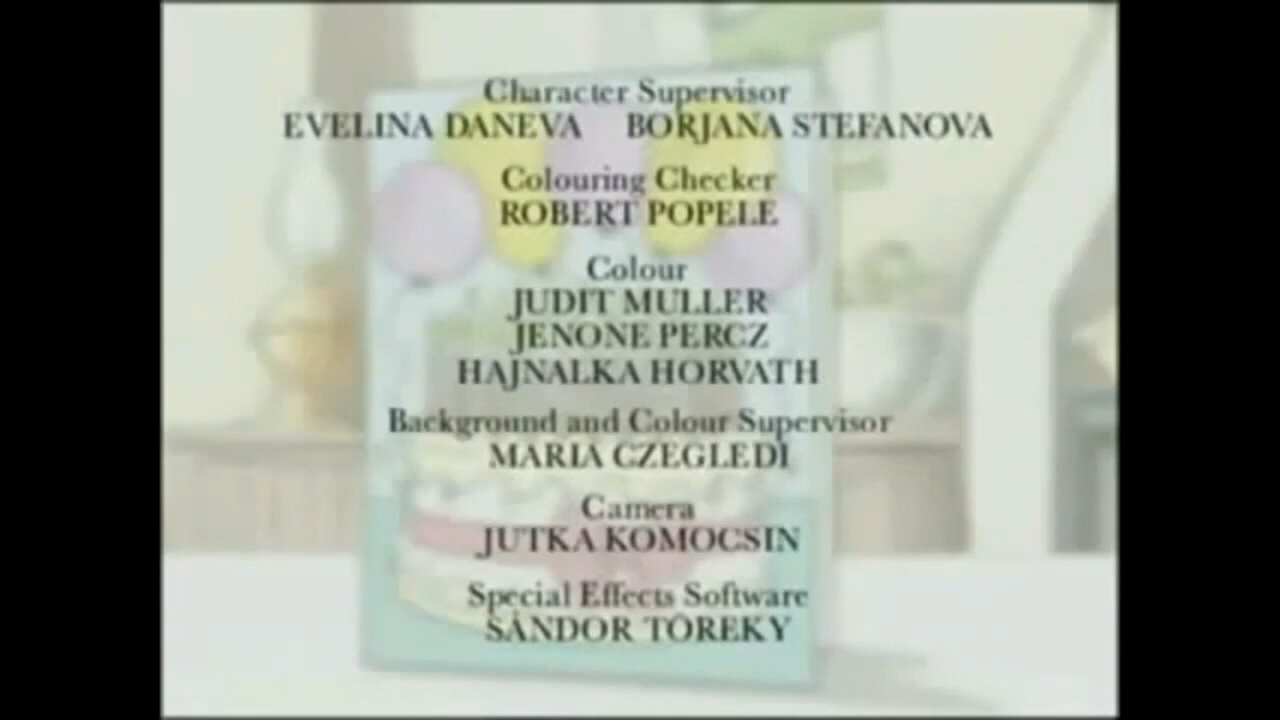 Character Supervisor
EVELINA DANEVA BORJANA STEFANOVA
Colouring Checker
ROBERT POPELE
Colour
JUDIT MULLER
JENONE PERCZ
HAJNALKA HORVATH
Background and Colour Supervisor
MARIA CZEGLEDI
Camera
JUTKA KOMOCSIN
Special Effects Software
SÁNDOR TÖREKY